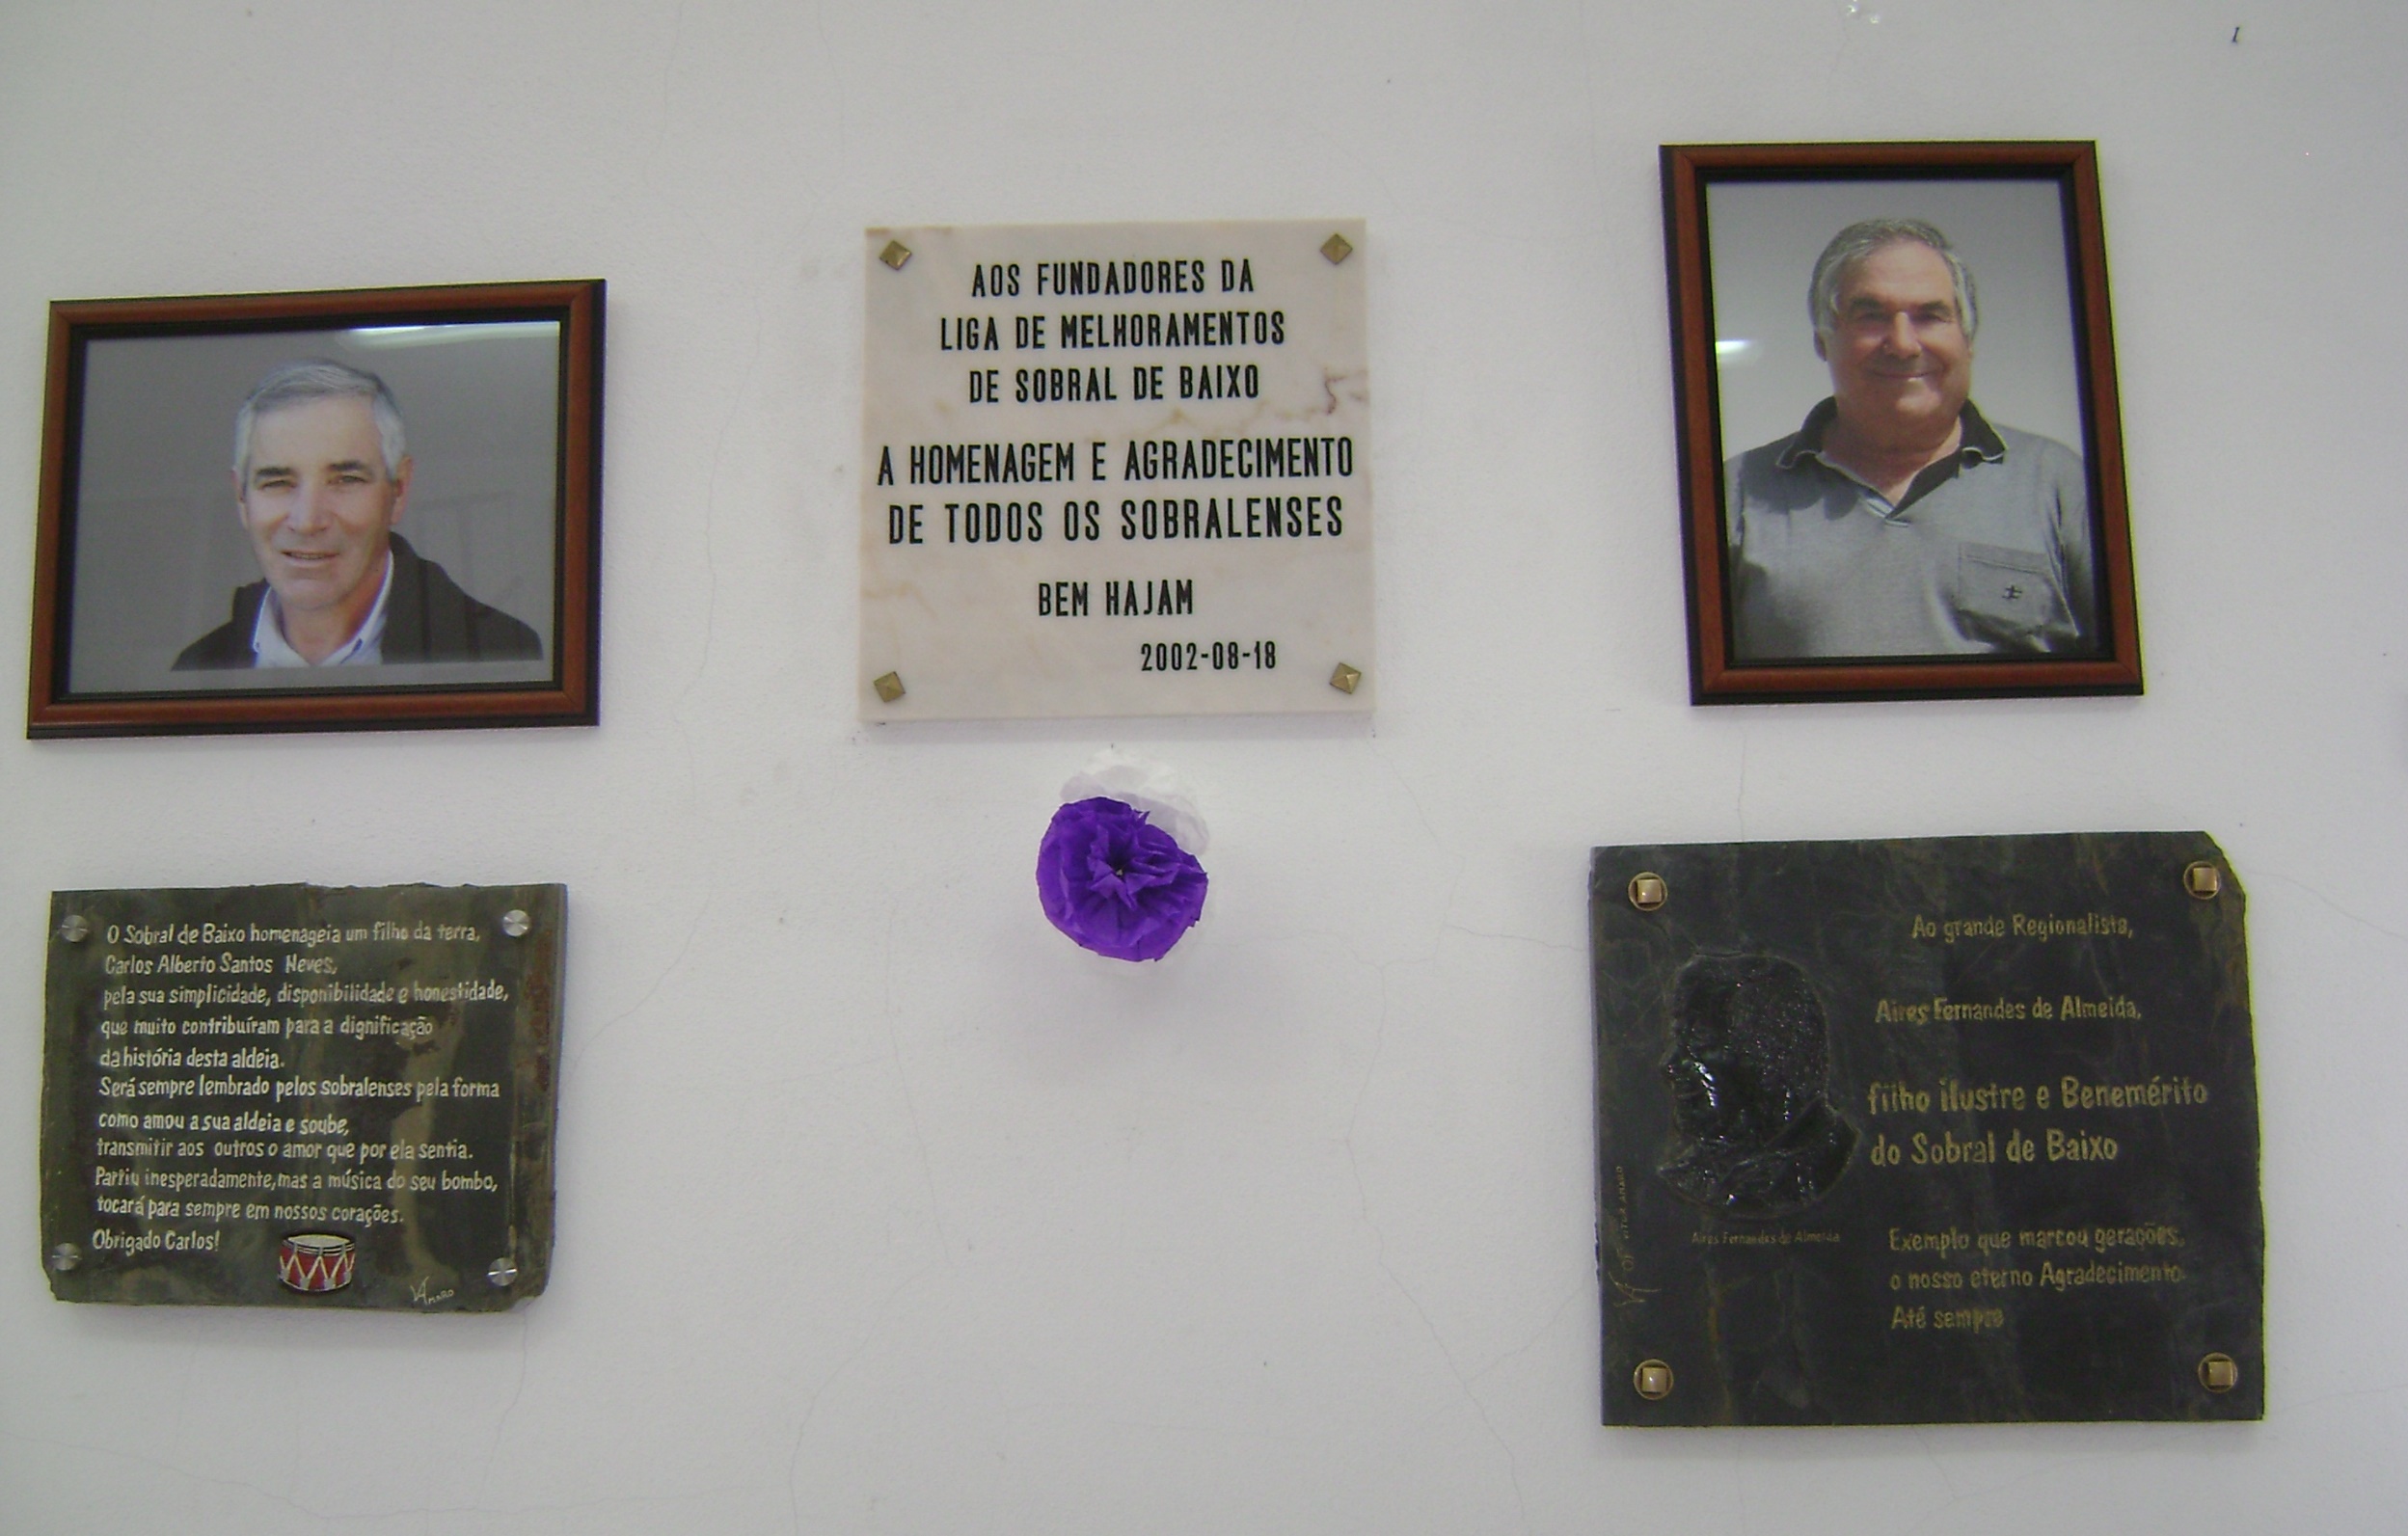 AOS FUNDADORES DA
LIGA DE MELHORAMENTOS
DE SOBRAL DE BAIXO
A HOMENAGEM E AGRADECIMENTO
DE TODOS OS SOBRALENSES
BEM HAJAM
2002-08-18
O Sobral de Baixo homenageia um filho da terra,
Carlos Alberto Santos Neves,
pela sua simplicidade, disponibilidade e honestidade,
que muito contribuíram para a dignificação
da história desta aldeia.
Será sempre lembrado pelos sobralenses pela forma
como amou a sua aldeia e soube,
transmitir aos outros o amor que por ela sentia.
Partiu inesperadamente, mas a música do seu bombo,
tocará para sempre em nossos corações.
Obrigado Carlos!
VAMARO
Ao grande Regionalista,
Aires Fernandes de Almeida,
filho ilustre e Benemérito
do Sobral de Baixo
Aires Fernandes de Almeida
Exemplo que marcou gerações,
o nosso eterno Agradecimento.
Até sempre
VITOR AMARO